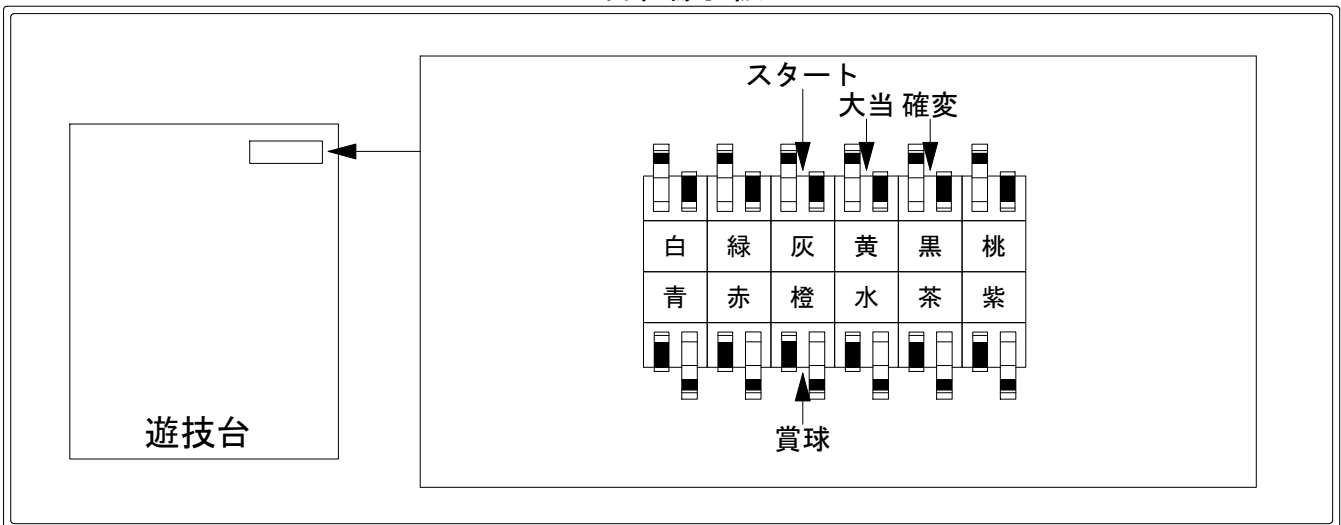 スタート
大当 確変
白 緑 灰 黄 黒 桃
青 赤 橙 水 茶 紫
賞球
遊技台